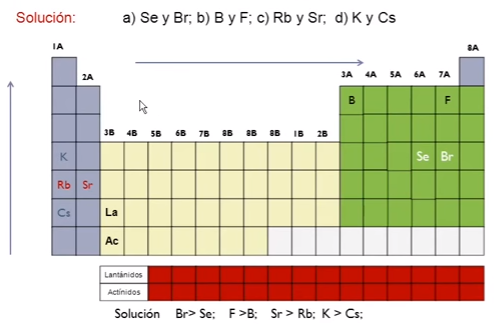 Solución: a) Se y Br; b) B y F; c) Rb y Sr; d) K y Cs
1A 8A
2A 3A 4A 5A 6A 7A
B F
3B 4B 5B 6B 7B 8B 8B 8B 1B 2B
K Se Br
Rb Sr
Cs La
Ac
Lantánidos
Actínidos
Solución Br> Se; F >B; Sr > Rb; K > Cs;